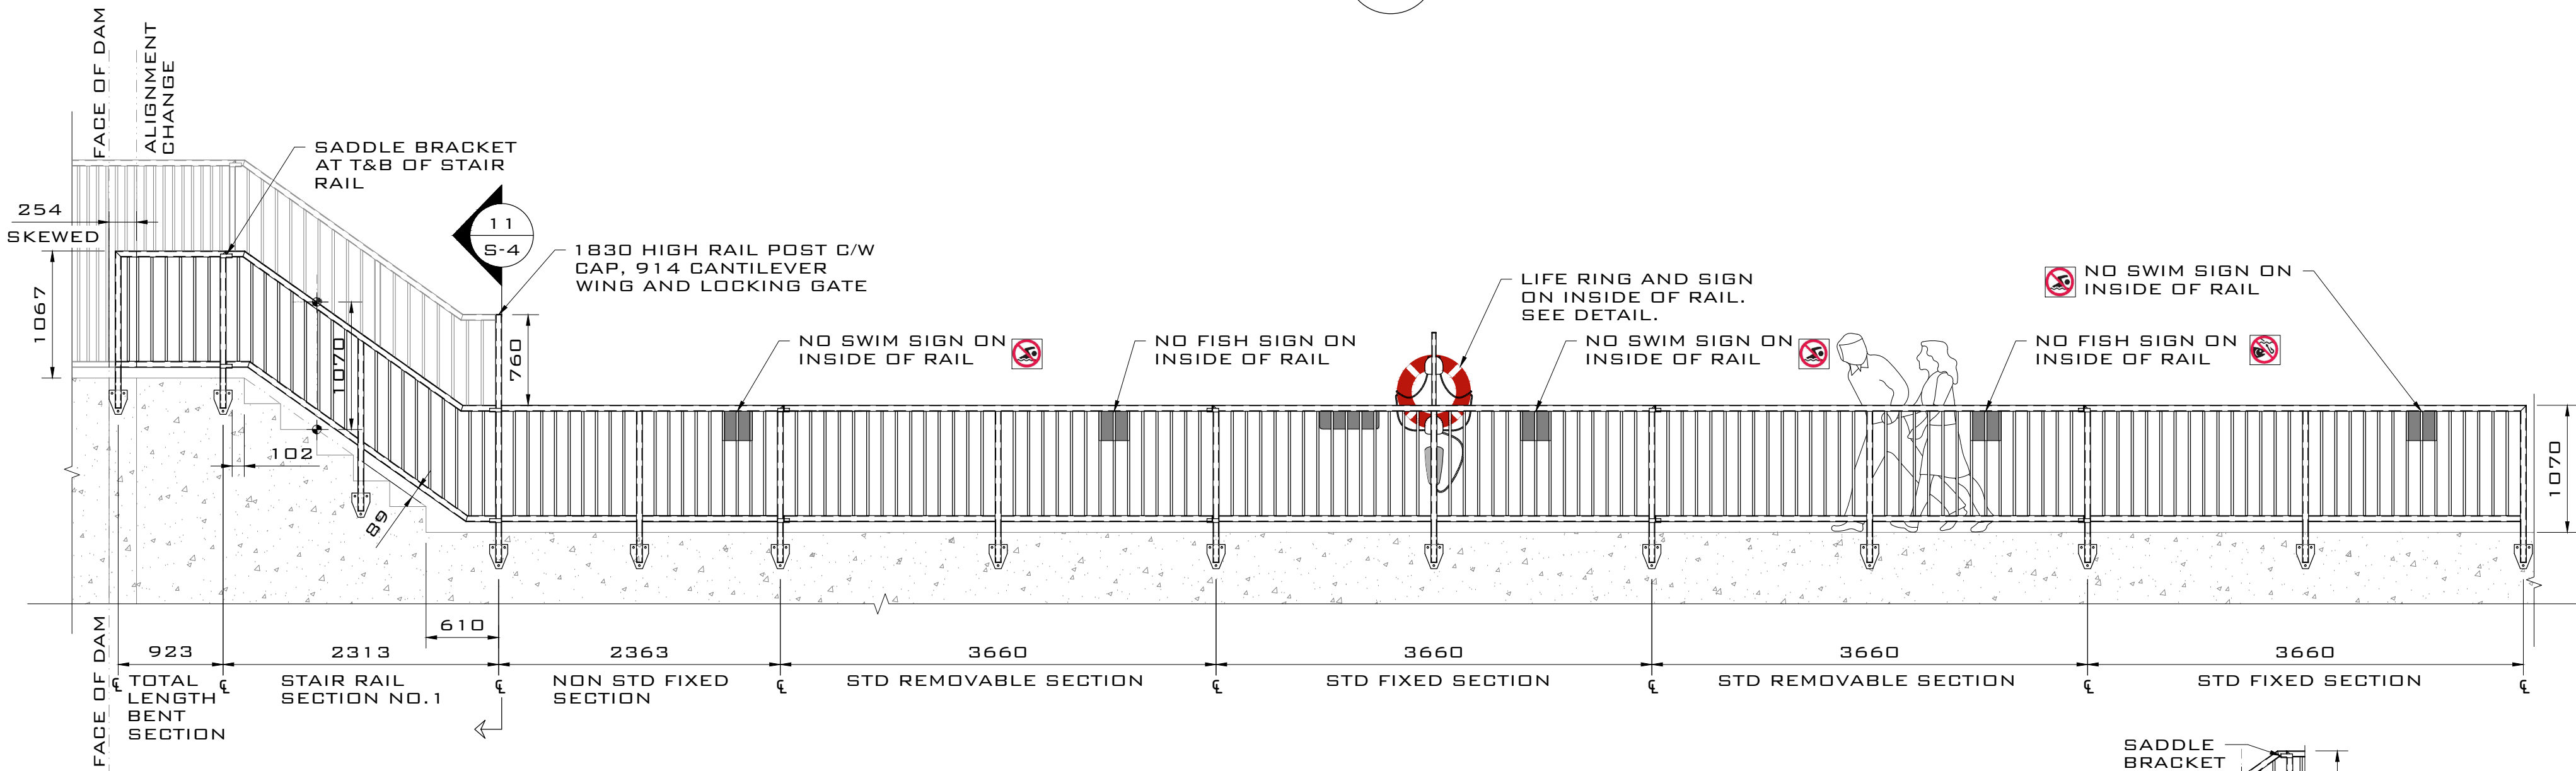 FACE OF DAM
ALIGNMENT
CHANGE
SADDLE BRACKET
AT T&B OF STAIR
RAIL
254
SKEWED
11
S-4
1830 HIGH RAIL POST C/W
CAP, 914 CANTILEVER
WING AND LOCKING GATE
LIFE RING AND SIGN
ON INSIDE OF RAIL.
SEE DETAIL.
NO SWIM SIGN ON
INSIDE OF RAIL
1067
1070
760
NO SWIM SIGN ON
INSIDE OF RAIL
NO FISH SIGN ON
INSIDE OF RAIL
NO SWIM SIGN ON
INSIDE OF RAIL
NO FISH SIGN ON
INSIDE OF RAIL
102
89
1070
610
923
2313
2363
3660
3660
3660
3660
FACE OF DAM
℄ TOTAL
LENGTH
BENT
SECTION
℄
STAIR RAIL
SECTION NO.1
℄
NON STD FIXED
SECTION
℄
STD REMOVABLE SECTION
℄
STD FIXED SECTION
℄
STD REMOVABLE SECTION
℄
STD FIXED SECTION
℄
SADDLE
BRACKET